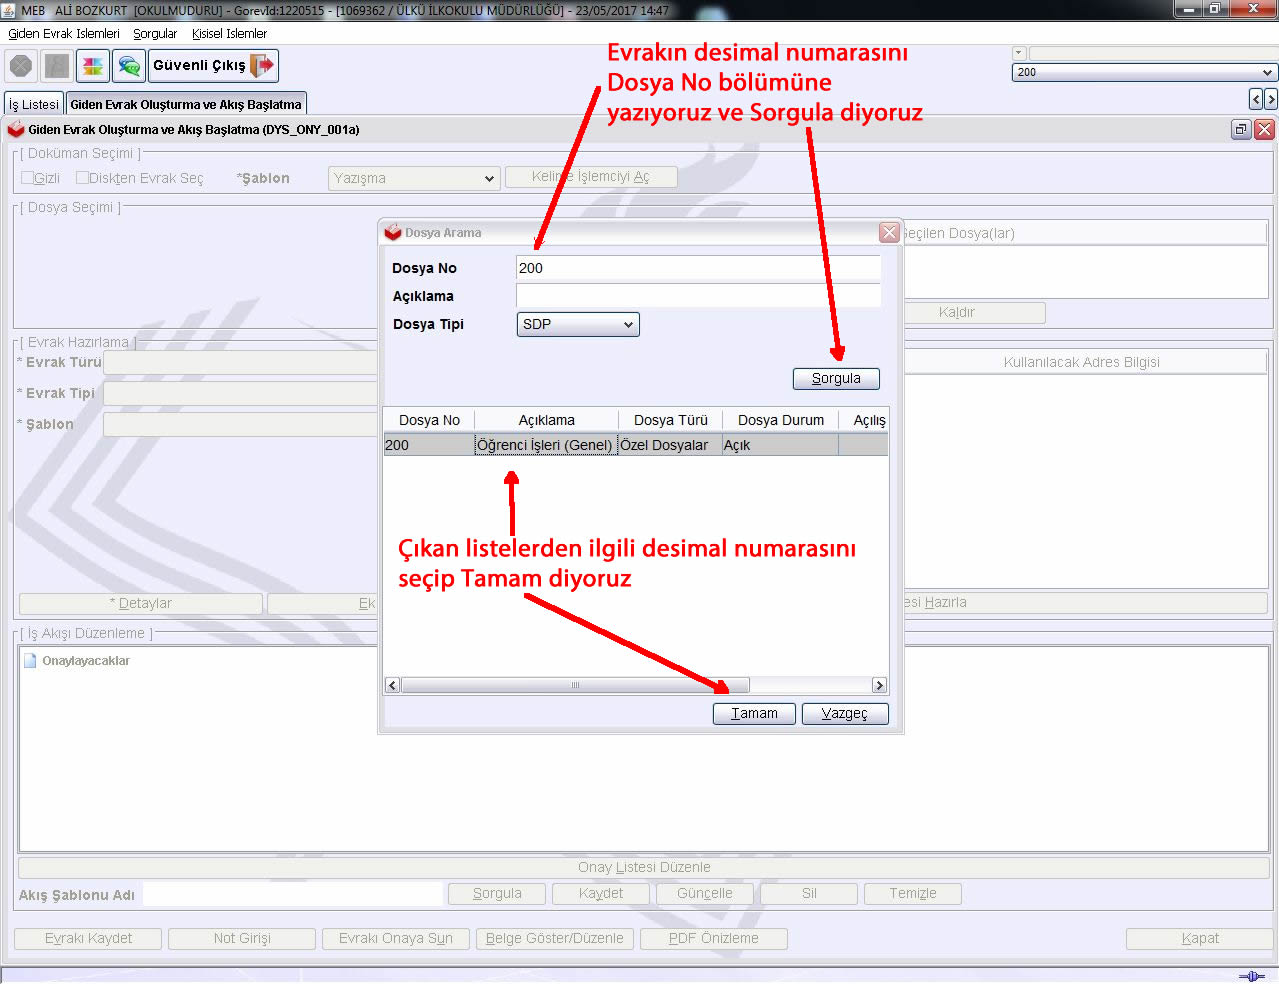 MEB ALİ BOZKURT [OKULMUDURU] - GorevId:1220515 - [1069362 / ÜLKÜ İLKOKULU MÜDÜRLÜĞÜ] - 23/05/2017 14:47
Giden Evrak Islemleri Sorgular Kisisel Islemler
Güvenli Çıkış
200
Evrakın desimal numarasını
Dosya No bölümüne
yazıyoruz ve Sorgula diyoruz
İş Listesi Giden Evrak Oluşturma ve Akış Başlatma
Giden Evrak Oluşturma ve Akış Başlatma (DYS_ONY_001a)
[ Doküman Seçimi ]
Gizli Diskten Evrak Seç *Şablon Yazışma Kelime İşlemciyi Aç
[ Dosya Seçimi ]
Dosya Arama
Seçilen Dosya(lar)
Dosya No 200
Açıklama
Dosya Tipi SDP
Kaldır
[ Evrak Hazırlama ]
* Evrak Türü
Kullanılacak Adres Bilgisi
Sorgula
* Evrak Tipi
* Şablon
Dosya No Açıklama Dosya Türü Dosya Durum Açılış
200 Öğrenci İşleri (Genel) Özel Dosyalar Açık
Çıkan listelerden ilgili desimal numarasını
seçip Tamam diyoruz
* Detaylar Ek esi Hazırla
[ İş Akışı Düzenleme ]
Onaylayacaklar
Tamam Vazgeç
Onay Listesi Düzenle
Akış Şablonu Adı Sorgula Kaydet Güncelle Sil Temizle
Evrakı Kaydet Not Girişi Evrakı Onaya Sun Belge Göster/Düzenle PDF Önizleme Kapat